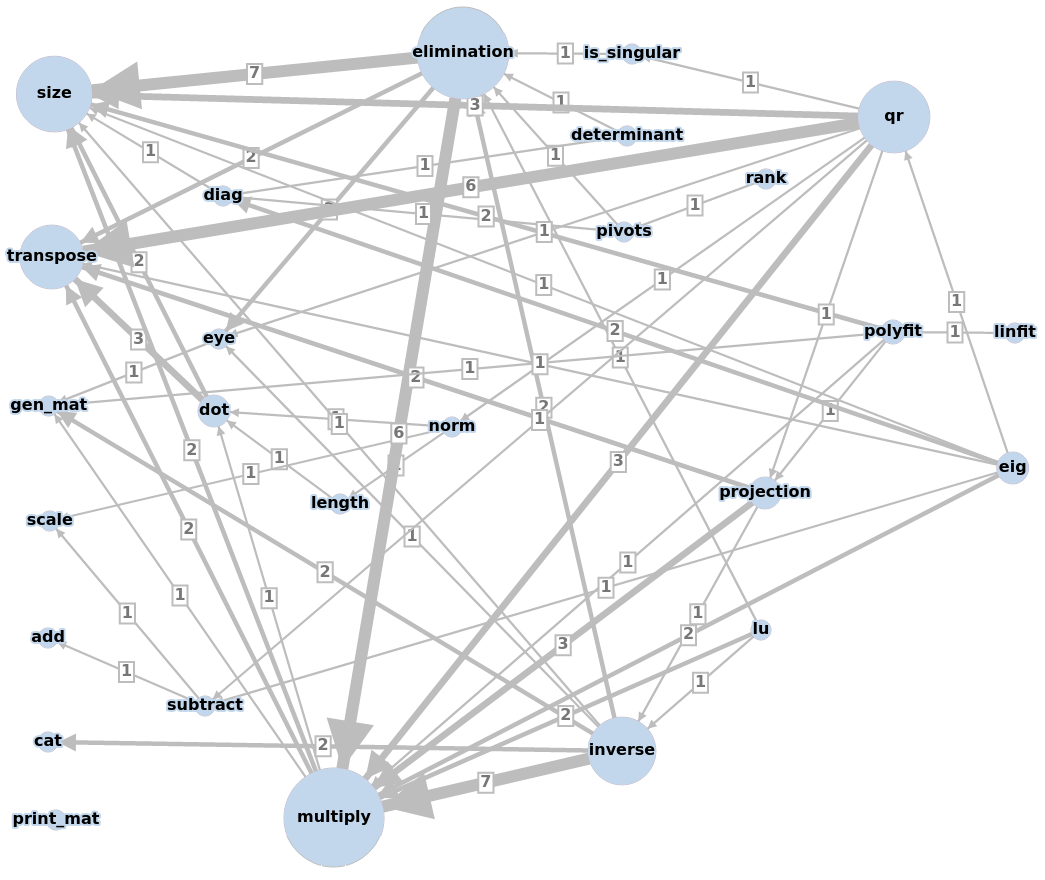 elimination
1
is_singular
7
size
1
3
1
qr
determinant
1
1
2
1
6
rank
diag
1
1
2
1
pivots
1
transpose
2
1
1
1
1
2
polyfit
1
linfit
3
eye
1
1
1
2
1
gen_mat
dot
1
norm
2
1
1
6
2
1
1
3
eig
length
projection
scale
2
1
1
2
1
1
1
1
1
add
1
3
2
lu
1
subtract
2
cat
2
inverse
7
print_mat
multiply